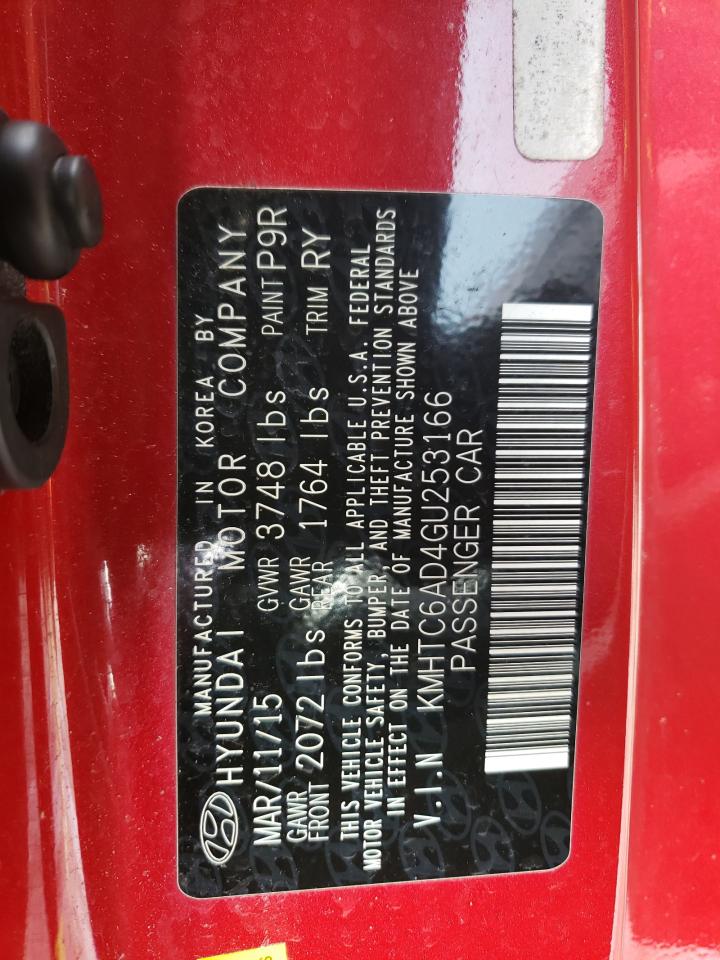 MANUFACTURED IN KOREA BY
HYUNDAI MOTOR COMPANY
MAR/11/15 GVWR 3748 lbs PAINT P9R
GAWR FRONT 2072 lbs GAWR REAR 1764 lbs TRIM RY
THIS VEHICLE CONFORMS TO ALL APPLICABLE U.S.A. FEDERAL
MOTOR VEHICLE SAFETY, BUMPER, AND THEFT PREVENTION STANDARDS
IN EFFECT ON THE DATE OF MANUFACTURE SHOWN ABOVE
V.I.N KMHTC6AD4GU253166
PASSENGER CAR